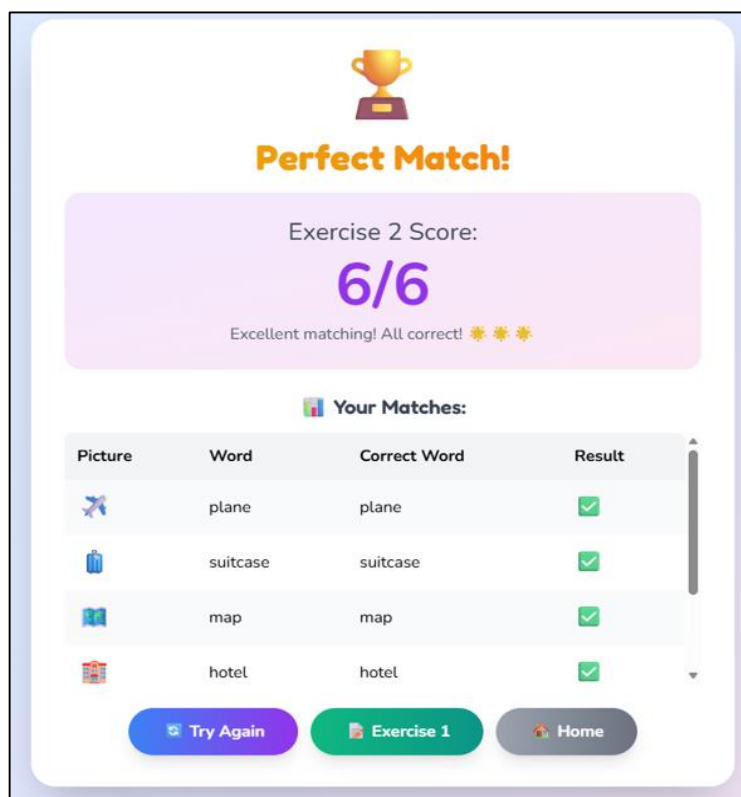 Perfect Match!
Exercise 2 Score:
6/6
Excellent matching! All correct! 🌟 🌟 🌟
📊 Your Matches:
Picture Word Correct Word Result
✈️ plane plane ✅
🧳 suitcase suitcase ✅
🗺️ map map ✅
🏨 hotel hotel ✅
🔄 Try Again 📝 Exercise 1 🏠 Home